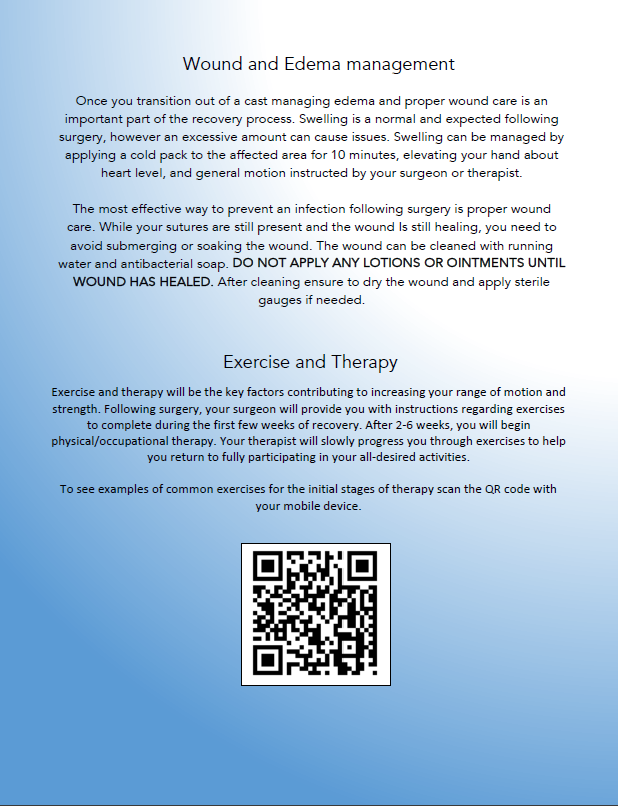 Wound and Edema management
Once you transition out of a cast managing edema and proper wound care is an
important part of the recovery process. Swelling is a normal and expected following
surgery, however an excessive amount can cause issues. Swelling can be managed by
applying a cold pack to the affected area for 10 minutes, elevating your hand about
heart level, and general motion instructed by your surgeon or therapist.
The most effective way to prevent an infection following surgery is proper wound
care. While your sutures are still present and the wound Is still healing, you need to
avoid submerging or soaking the wound. The wound can be cleaned with running
water and antibacterial soap. DO NOT APPLY ANY LOTIONS OR OINTMENTS UNTIL
WOUND HAS HEALED. After cleaning ensure to dry the wound and apply sterile
gauges if needed.
Exercise and Therapy
Exercise and therapy will be the key factors contributing to increasing your range of motion and
strength. Following surgery, your surgeon will provide you with instructions regarding exercises
to complete during the first few weeks of recovery. After 2-6 weeks, you will begin
physical/occupational therapy. Your therapist will slowly progress you through exercises to help
you return to fully participating in your all-desired activities.
To see examples of common exercises for the initial stages of therapy scan the QR code with
your mobile device.